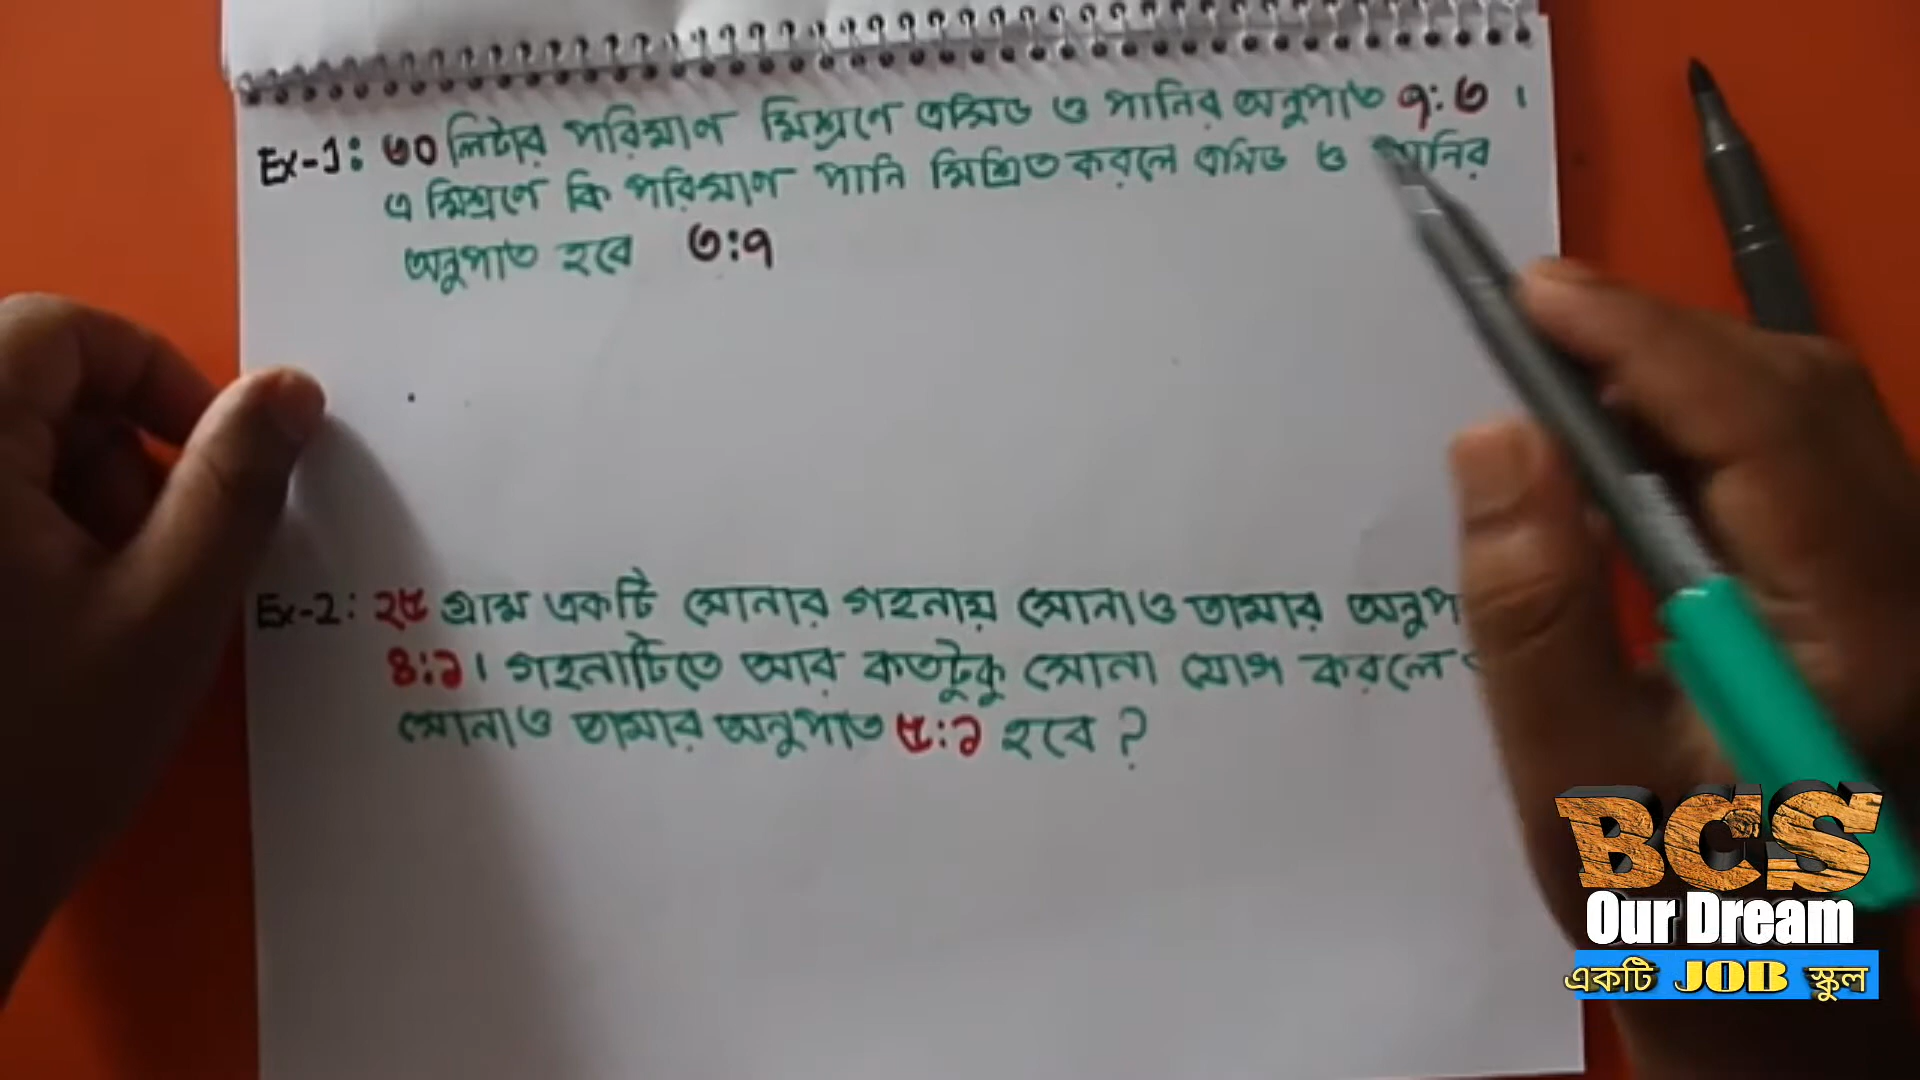 Ex-1: ৬০ লিটার পরিমাণ মিশ্রণে এসিড ও পানির অনুপাত ৭:৩ ।
এ মিশ্রণে কি পরিমাণ পানি মিশ্রিত করলে এসিড ও পানির
অনুপাত হবে ৩:৭
Ex-2: ২৫ গ্রাম একটি সোনার গহনায় সোনা ও তামার অনুপ
৪:১। গহনাটিতে আর কতটুকু সোনা যোগ করলে
সোনা ও তামার অনুপাত ৫:১ হবে ?
BCS
Our Dream
একটি JOB স্কুল